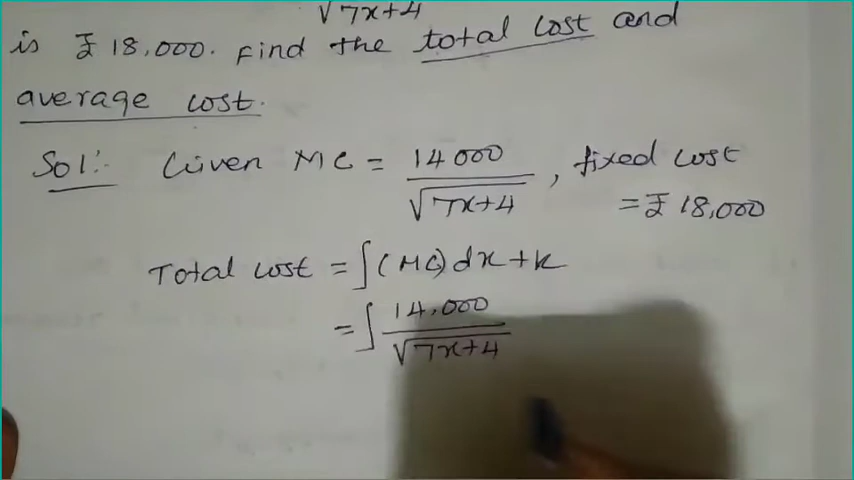 √7x+4
is ₹ 18,000. Find the total cost and
average cost.
Sol:- Given MC = 14000/√7x+4, fixed cost
= ₹ 18,000
Total cost = ∫(MC)dx+k
= ∫ 14,000/√7x+4